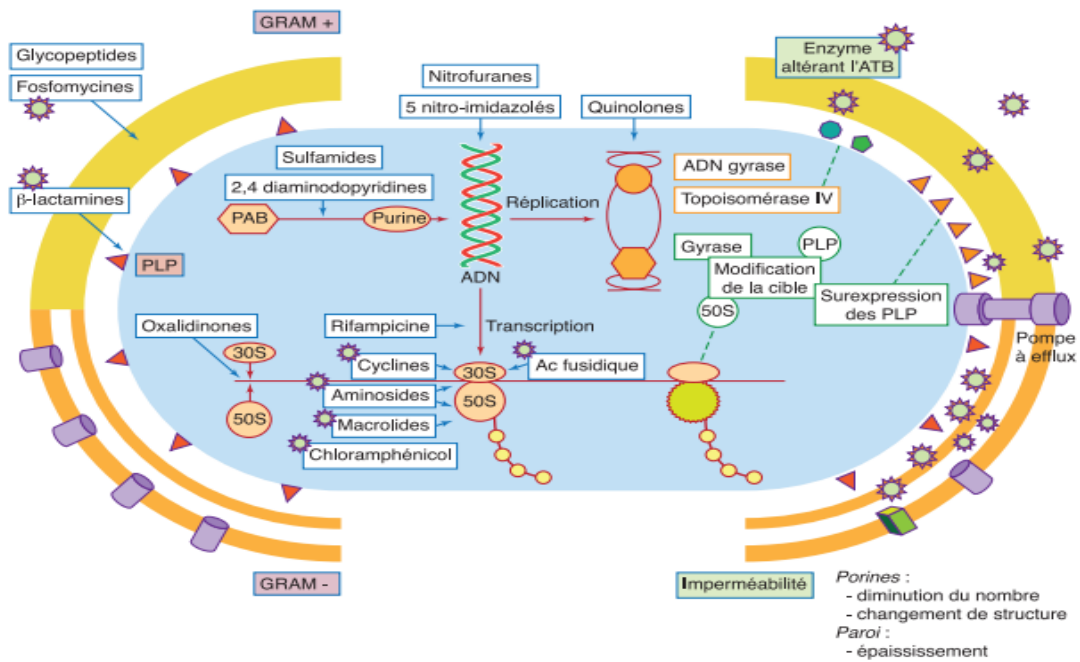 GRAM +
Glycopeptides
Fosfomycines
β-lactamines
PLP
Nitrofuranes
5 nitro-imidazolés
Quinolones
Enzyme
altérant l'ATB
Sulfamides
2,4 diaminodopyridines
PAB
Purine
Réplication
ADN
ADN gyrase
Topoisomérase IV
Gyrase
PLP
Modification
de la cible
50S
Surexpression
des PLP
Pompe
à efflux
Oxalidinones
30S
50S
Rifampicine
Transcription
Cyclines
30S
Ac fusidique
Aminosides
50S
Macrolides
Chloramphénicol
GRAM -
Imperméabilité
Porines :
- diminution du nombre
- changement de structure
Paroi :
- épaississement